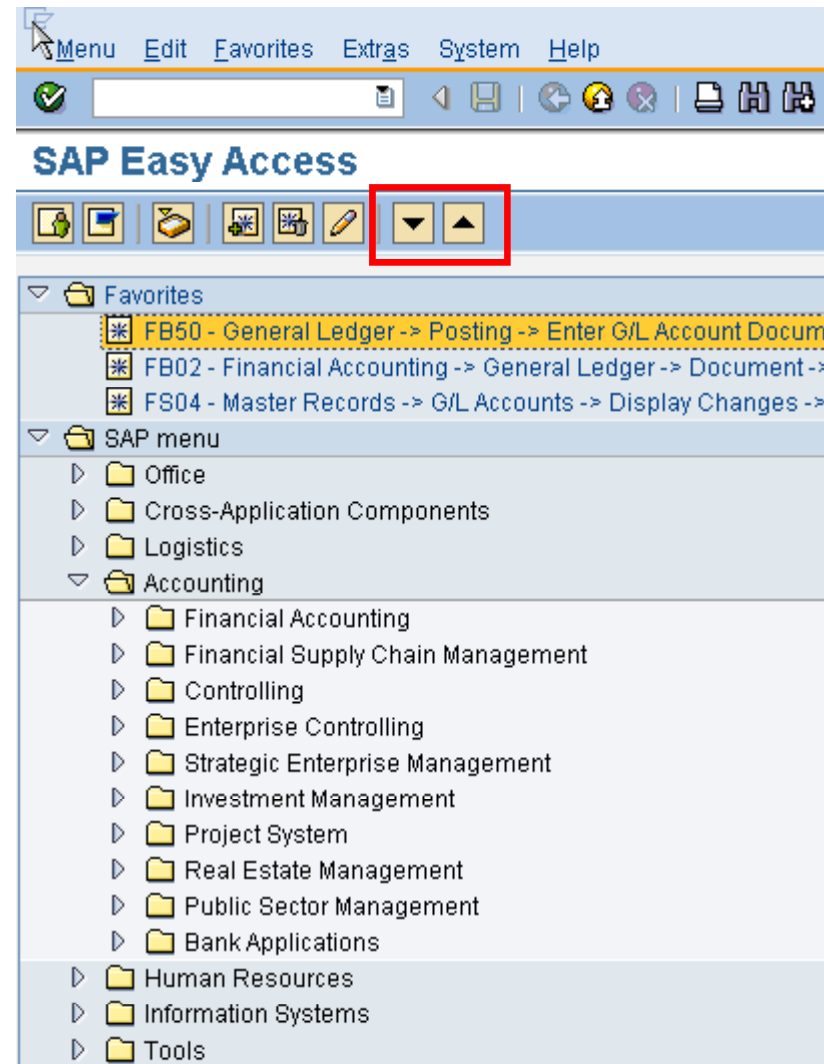 Menu Edit Favorites Extras System Help
SAP Easy Access
Favorites
FB50 - General Ledger -> Posting -> Enter G/L Account Docum
FB02 - Financial Accounting -> General Ledger -> Document ->
FS04 - Master Records -> G/L Accounts -> Display Changes ->
SAP menu
Office
Cross-Application Components
Logistics
Accounting
Financial Accounting
Financial Supply Chain Management
Controlling
Enterprise Controlling
Strategic Enterprise Management
Investment Management
Project System
Real Estate Management
Public Sector Management
Bank Applications
Human Resources
Information Systems
Tools